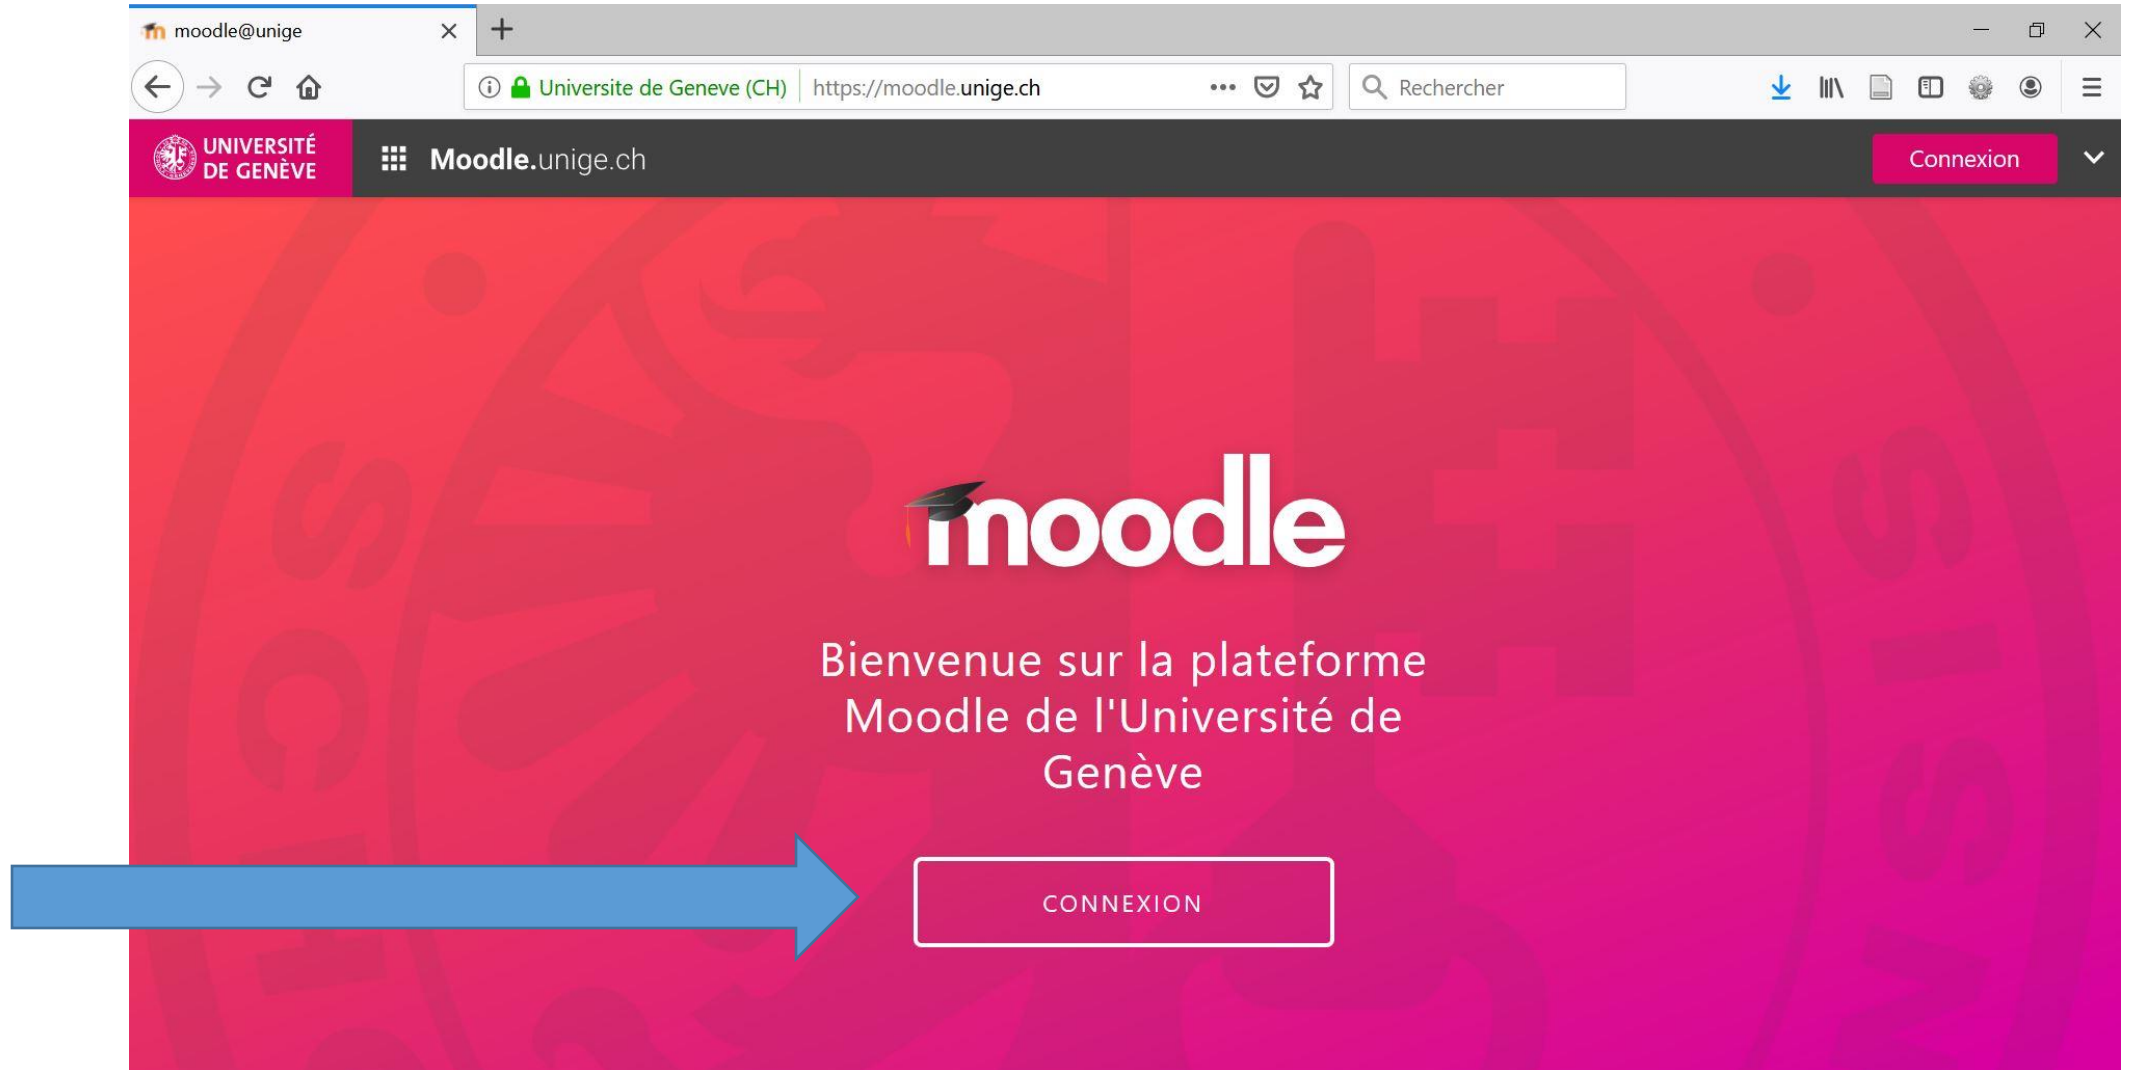 moodle@unige
Universite de Geneve (CH) https://moodle.unige.ch Rechercher
UNIVERSITÉ
DE GENÈVE
Moodle.unige.ch
Connexion
moodle
Bienvenue sur la plateforme
Moodle de l'Université de
Genève
CONNEXION